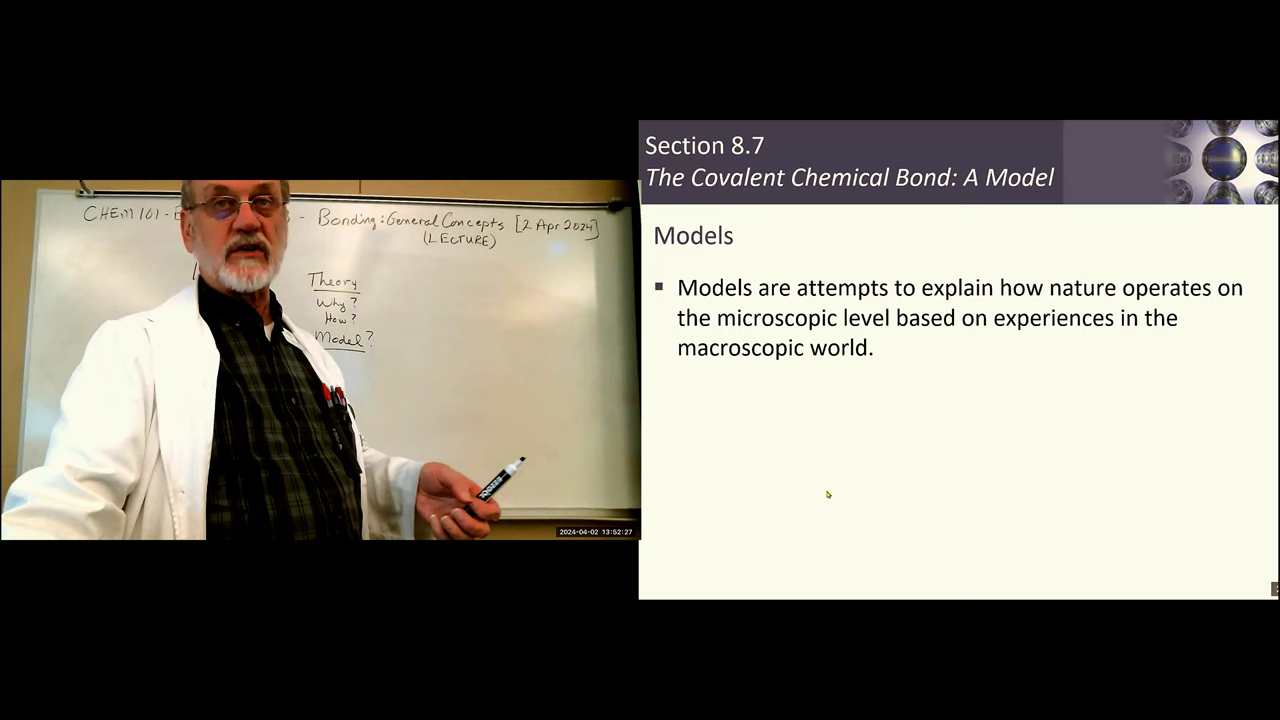 CHEM 101 - - Bonding: General Concepts [2 Apr 2024]
(LECTURE)
Theory
Why?
How?
Model?
EXPO
2024-04-02 13:52:27
Section 8.7
The Covalent Chemical Bond: A Model
Models
▪ Models are attempts to explain how nature operates on
the microscopic level based on experiences in the
macroscopic world.